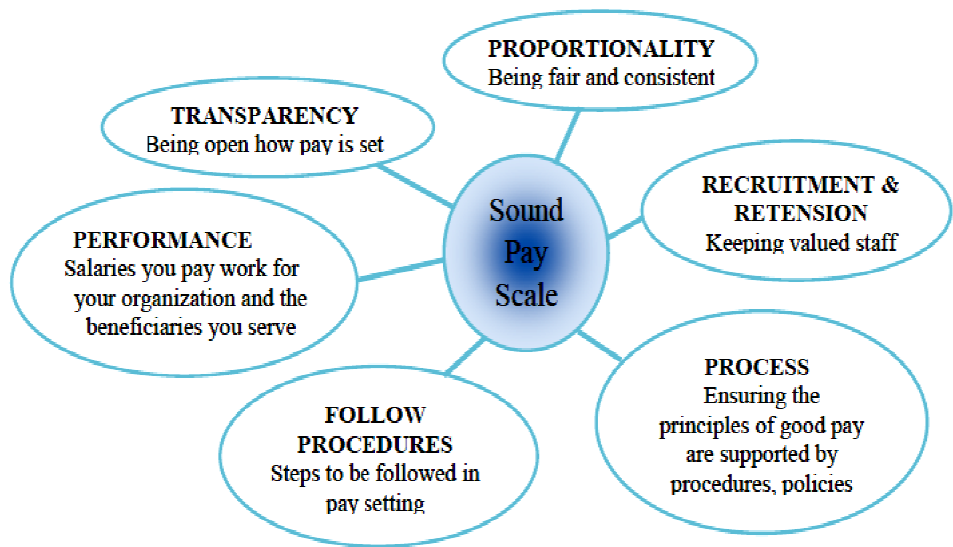 PROPORTIONALITY
Being fair and consistent
TRANSPARENCY
Being open how pay is set
RECRUITMENT &
RETENSION
Keeping valued staff
Sound
Pay
Scale
PERFORMANCE
Salaries you pay work for
your organization and the
beneficiaries you serve
PROCESS
Ensuring the
principles of good pay
are supported by
procedures, policies
FOLLOW
PROCEDURES
Steps to be followed in
pay setting